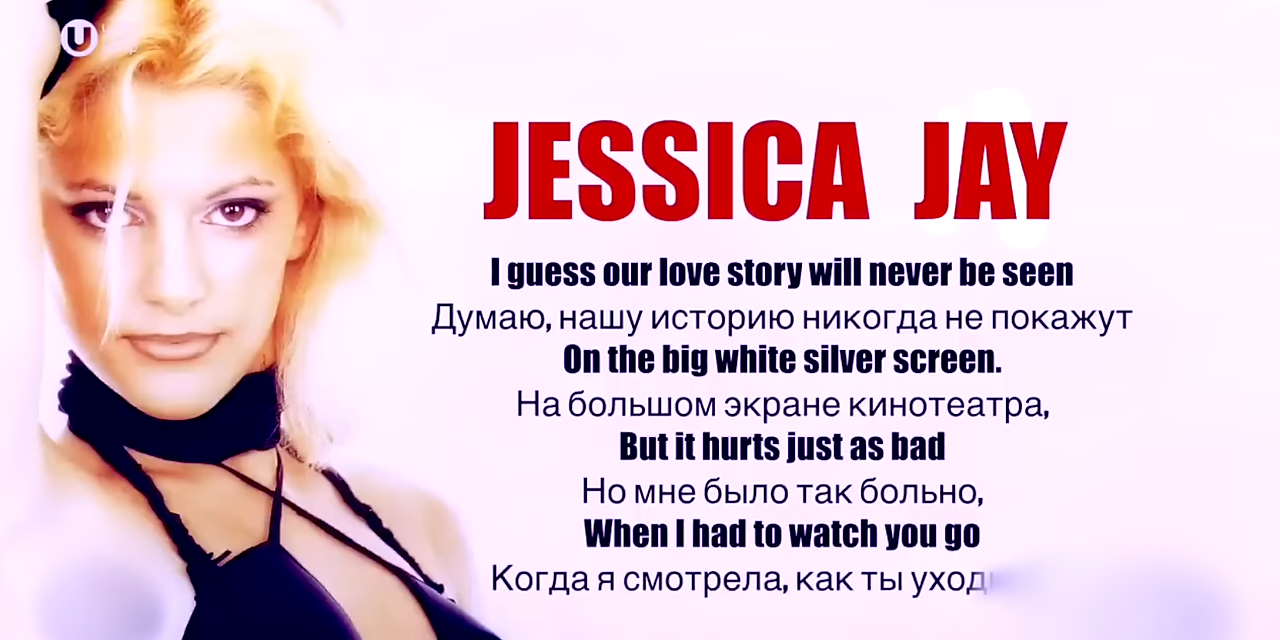 U
JESSICA JAY
I guess our love story will never be seen
Думаю, нашу историю никогда не покажут
On the big white silver screen.
На большом экране кинотеатра,
But it hurts just as bad
Но мне было так больно,
When I had to watch you go
Когда я смотрела, как ты